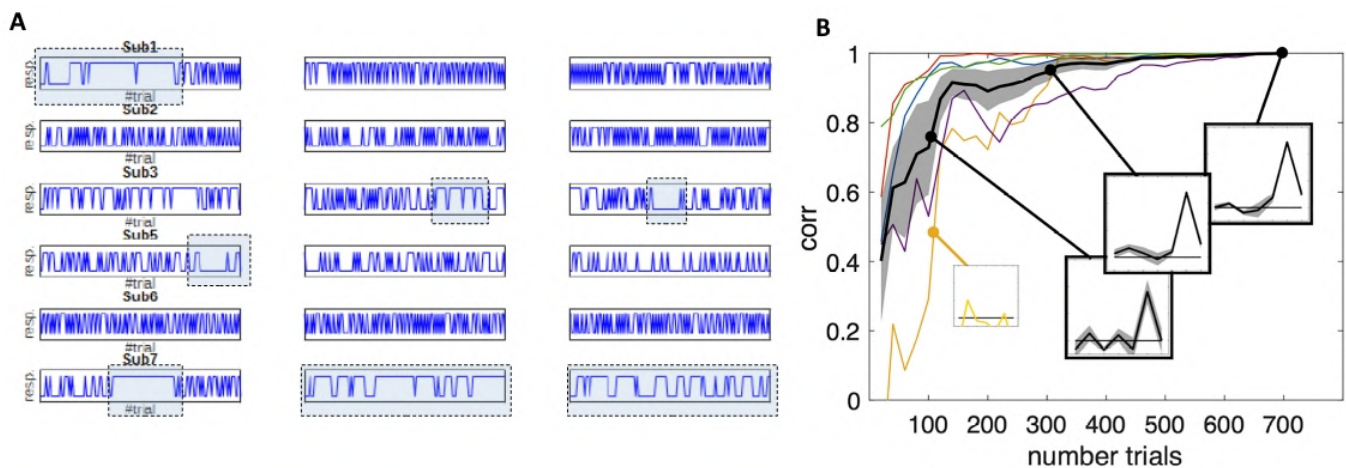 A
Sub1
resp.
#trial
Sub2
resp.
#trial
Sub3
resp.
#trial
Sub5
resp.
#trial
Sub6
resp.
#trial
Sub7
resp.
#trial
B
corr
1
0.8
0.6
0.4
0.2
0
100 200 300 400 500 600 700
number trials